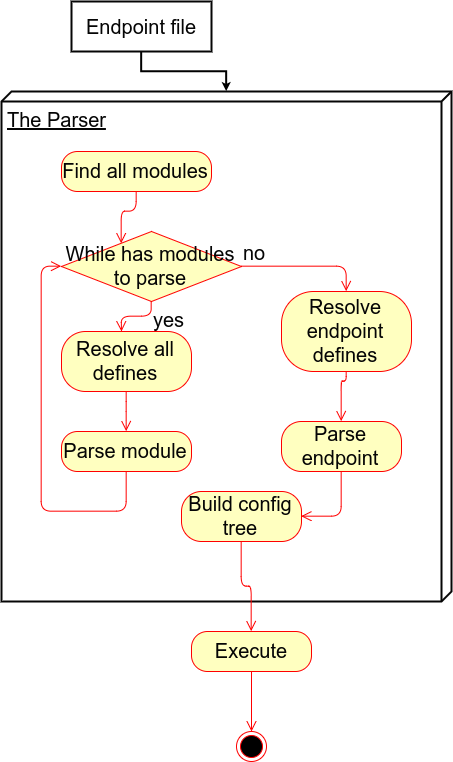 Endpoint file
The Parser
Find all modules
While has modules
to parse
no
yes
Resolve all
defines
Parse module
Resolve
endpoint
defines
Parse
endpoint
Build config
tree
Execute